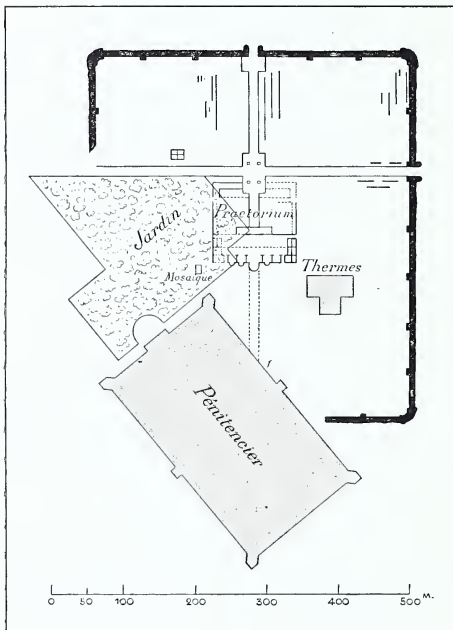 Jardin
Praetorium
Mosaïque
Thermes
Pénitencier
0 50 100 200 300 400 500 M.